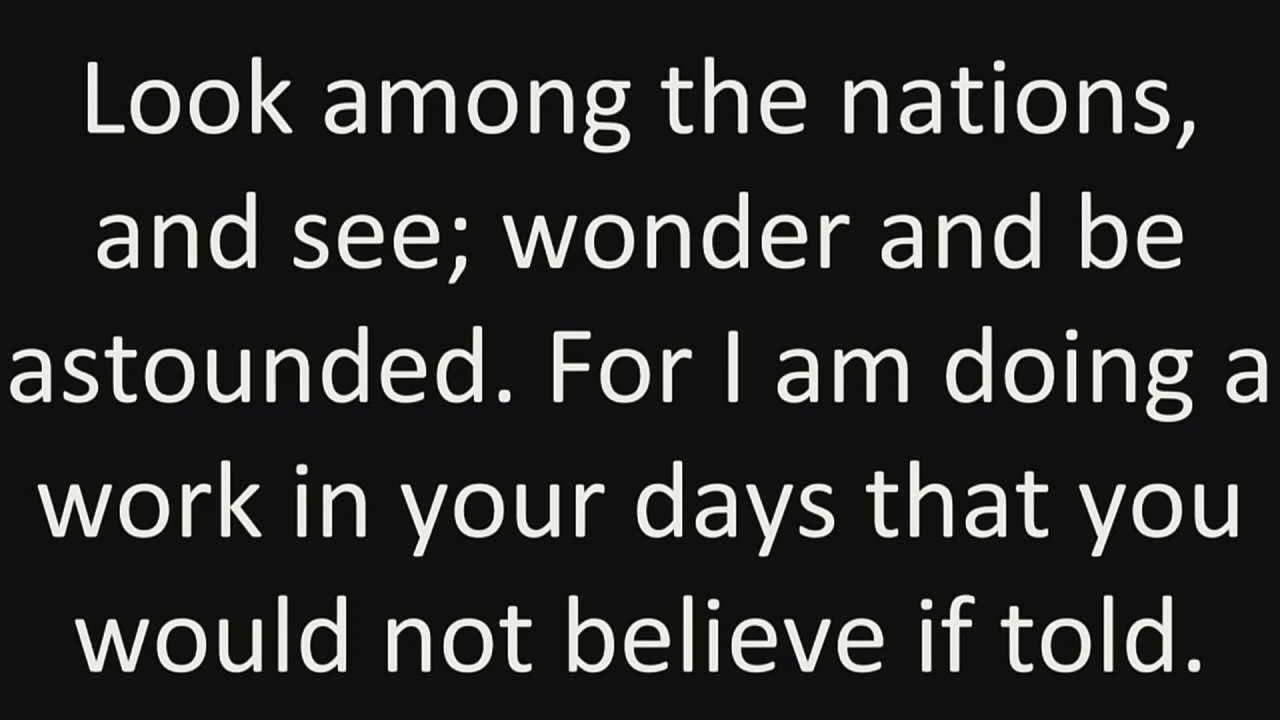 Look among the nations,
and see; wonder and be
astounded. For I am doing a
work in your days that you
would not believe if told.